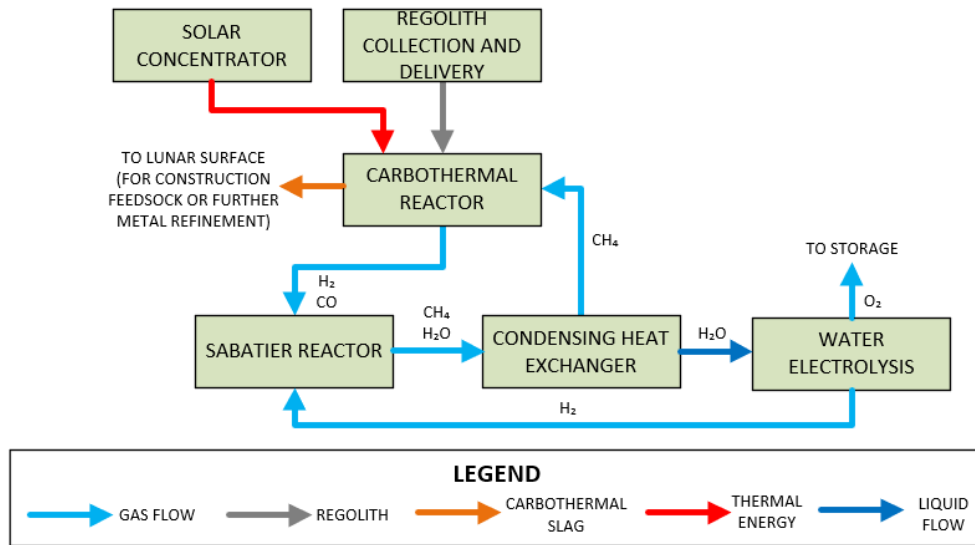 SOLAR
CONCENTRATOR
REGOLITH
COLLECTION AND
DELIVERY
TO LUNAR SURFACE
(FOR CONSTRUCTION
FEEDSOCK OR FURTHER
METAL REFINEMENT)
CARBOTHERMAL
REACTOR
CH₄
TO STORAGE
O₂
H₂
CO
SABATIER REACTOR
CH₄
H₂O
CONDENSING HEAT
EXCHANGER
H₂O
WATER
ELECTROLYSIS
H₂
LEGEND
GAS FLOW
REGOLITH
CARBOTHERMAL
SLAG
THERMAL
ENERGY
LIQUID
FLOW